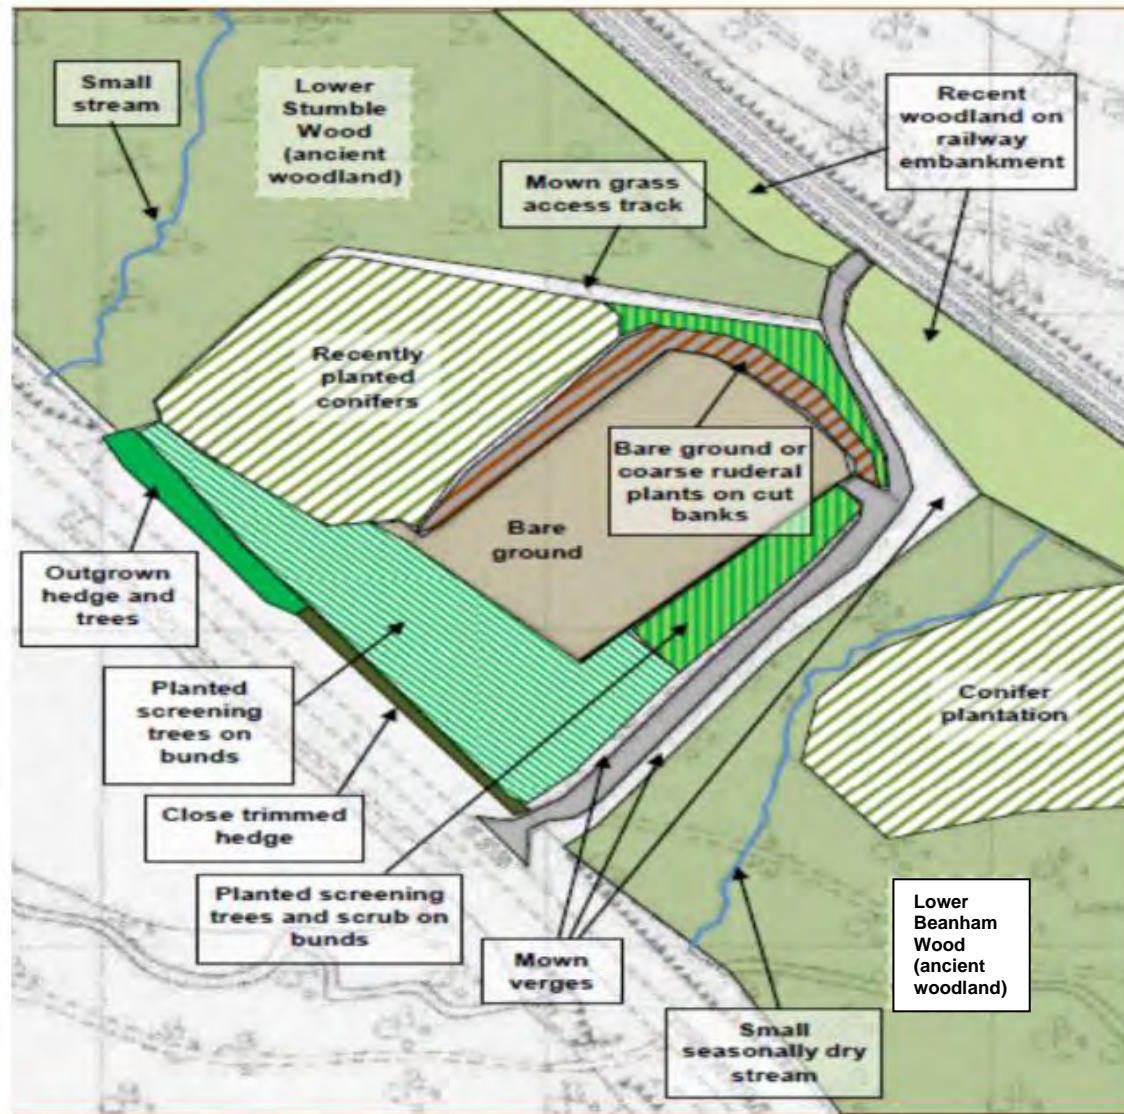 Small
stream
Lower
Stumble
Wood
(ancient
woodland)
Recent
woodland on
railway
embankment
Mown grass
access track
Recently
planted
conifers
Bare ground or
coarse ruderal
plants on cut
banks
Bare
ground
Outgrown
hedge and
trees
Planted
screening
trees on
bunds
Conifer
plantation
Close trimmed
hedge
Planted screening
trees and scrub on
bunds
Mown
verges
Lower
Beanham
Wood
(ancient
woodland)
Small
seasonally dry
stream